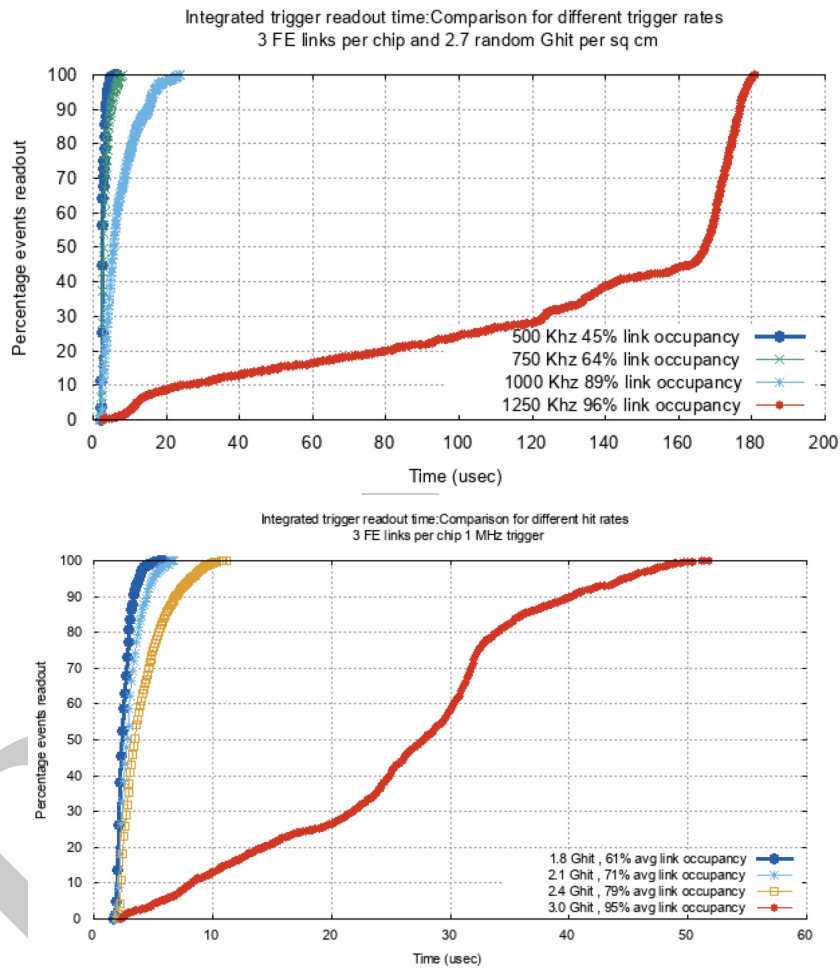 Integrated trigger readout time:Comparison for different trigger rates
3 FE links per chip and 2.7 random Ghit per sq cm
Percentage events readout
100
90
80
70
60
50
40
30
20
10
0
500 Khz 45% link occupancy
750 Khz 64% link occupancy
1000 Khz 89% link occupancy
1250 Khz 96% link occupancy
0 20 40 60 80 100 120 140 160 180 200
Time (usec)
Integrated trigger readout time:Comparison for different hit rates
3 FE links per chip 1 MHz trigger
Percentage events readout
100
90
80
70
60
50
40
30
20
10
0
1.8 Ghit , 61% avg link occupancy
2.1 Ghit , 71% avg link occupancy
2.4 Ghit , 79% avg link occupancy
3.0 Ghit , 95% avg link occupancy
0 10 20 30 40 50 60
Time (usec)